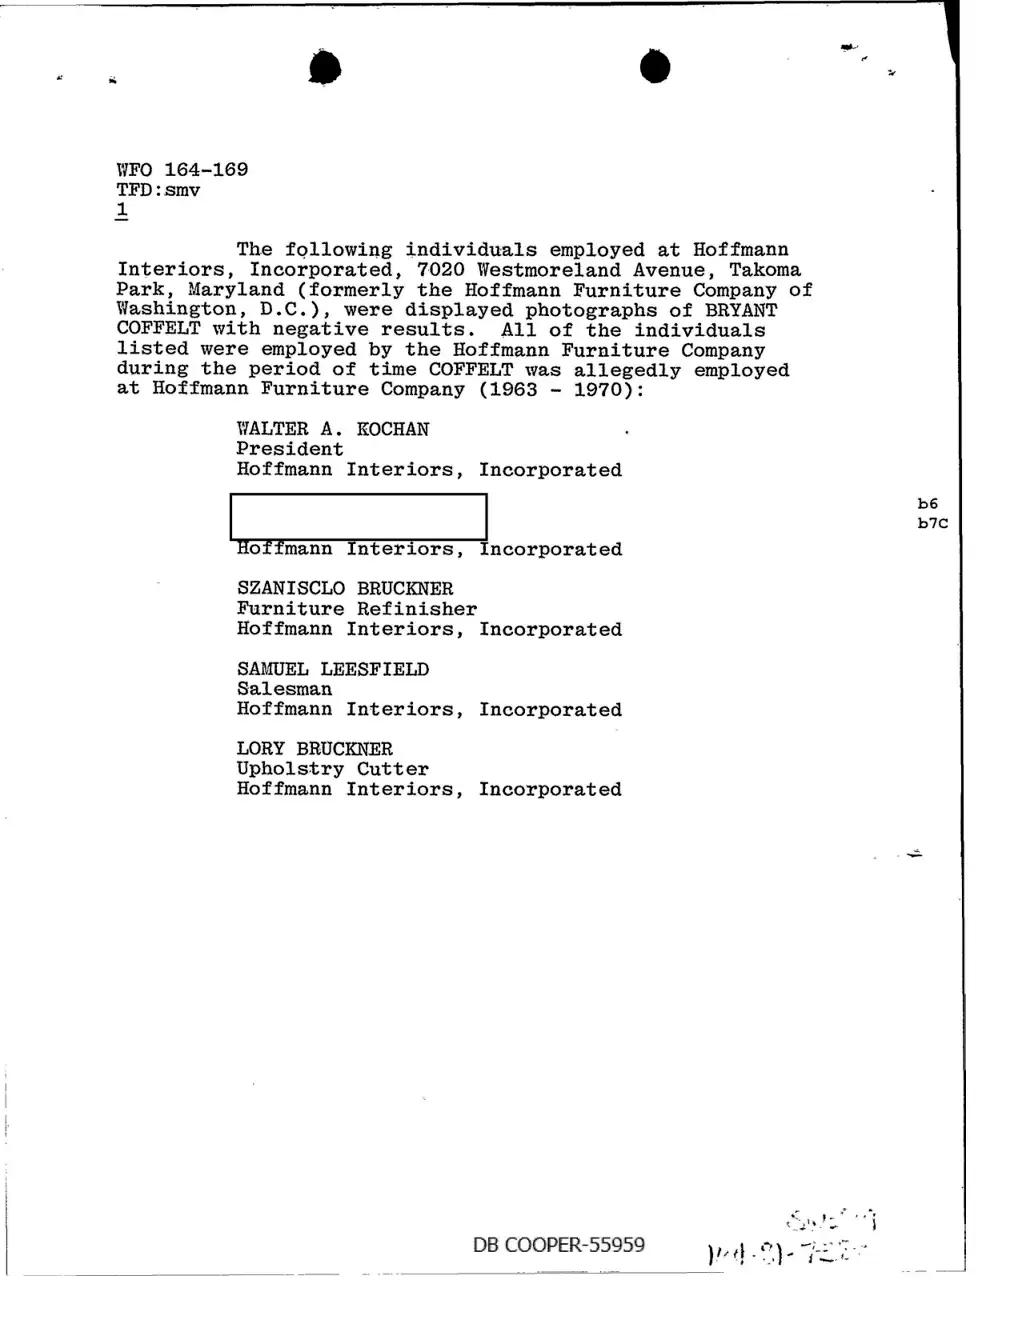 WFO 164-169
TFD:smv
1
The following individuals employed at Hoffmann
Interiors, Incorporated, 7020 Westmoreland Avenue, Takoma
Park, Maryland (formerly the Hoffmann Furniture Company of
Washington, D.C.), were displayed photographs of BRYANT
COFFELT with negative results. All of the individuals
listed were employed by the Hoffmann Furniture Company
during the period of time COFFELT was allegedly employed
at Hoffmann Furniture Company (1963 - 1970):
WALTER A. KOCHAN
President
Hoffmann Interiors, Incorporated
b6
b7C
Hoffmann Interiors, Incorporated
SZANISCLO BRUCKNER
Furniture Refinisher
Hoffmann Interiors, Incorporated
SAMUEL LEESFIELD
Salesman
Hoffmann Interiors, Incorporated
LORY BRUCKNER
Upholstry Cutter
Hoffmann Interiors, Incorporated
DB COOPER-55959